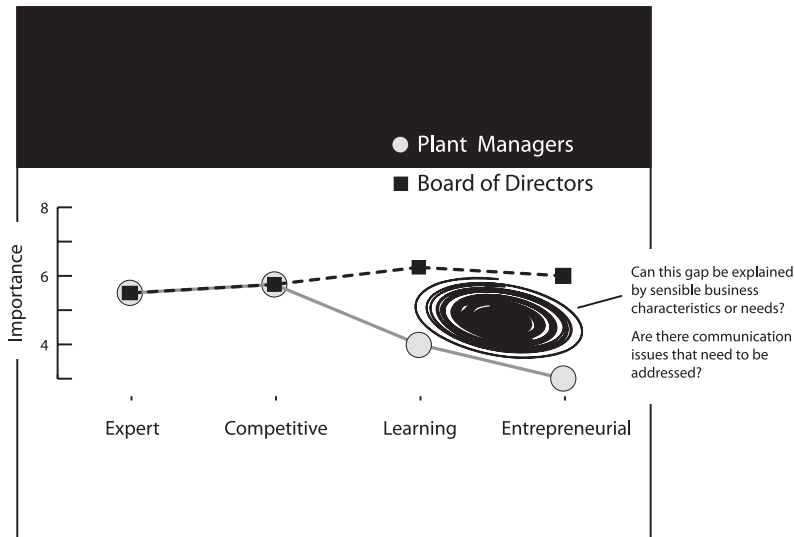 Plant Managers
Board of Directors
8
6
4
Importance
Can this gap be explained
by sensible business
characteristics or needs?
Are there communication
issues that need to be
addressed?
Expert
Competitive
Learning
Entrepreneurial